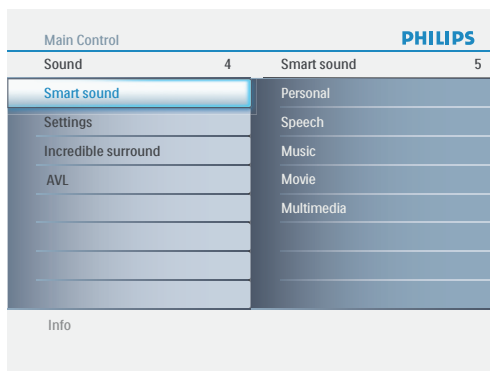 Main Control PHILIPS
Sound 4 Smart sound 5
Smart sound Personal
Settings Speech
Incredible surround Music
AVL Movie
Multimedia
Info